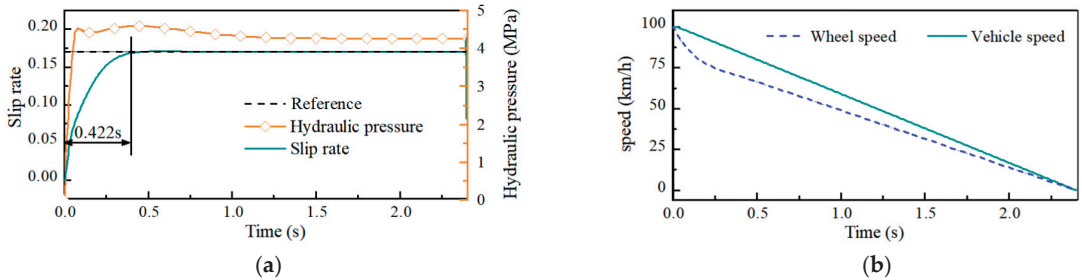 0.20
0.15
0.10
0.05
0.00
Slip rate
5
4
3
2
1
0
Hydraulic pressure (MPa)
Reference
Hydraulic pressure
Slip rate
0.422s
0.0 0.5 1.0 1.5 2.0
Time (s)
(a)
100
75
50
25
0
speed (km/h)
Wheel speed Vehicle speed
0.0 0.5 1.0 1.5 2.0
Time (s)
(b)